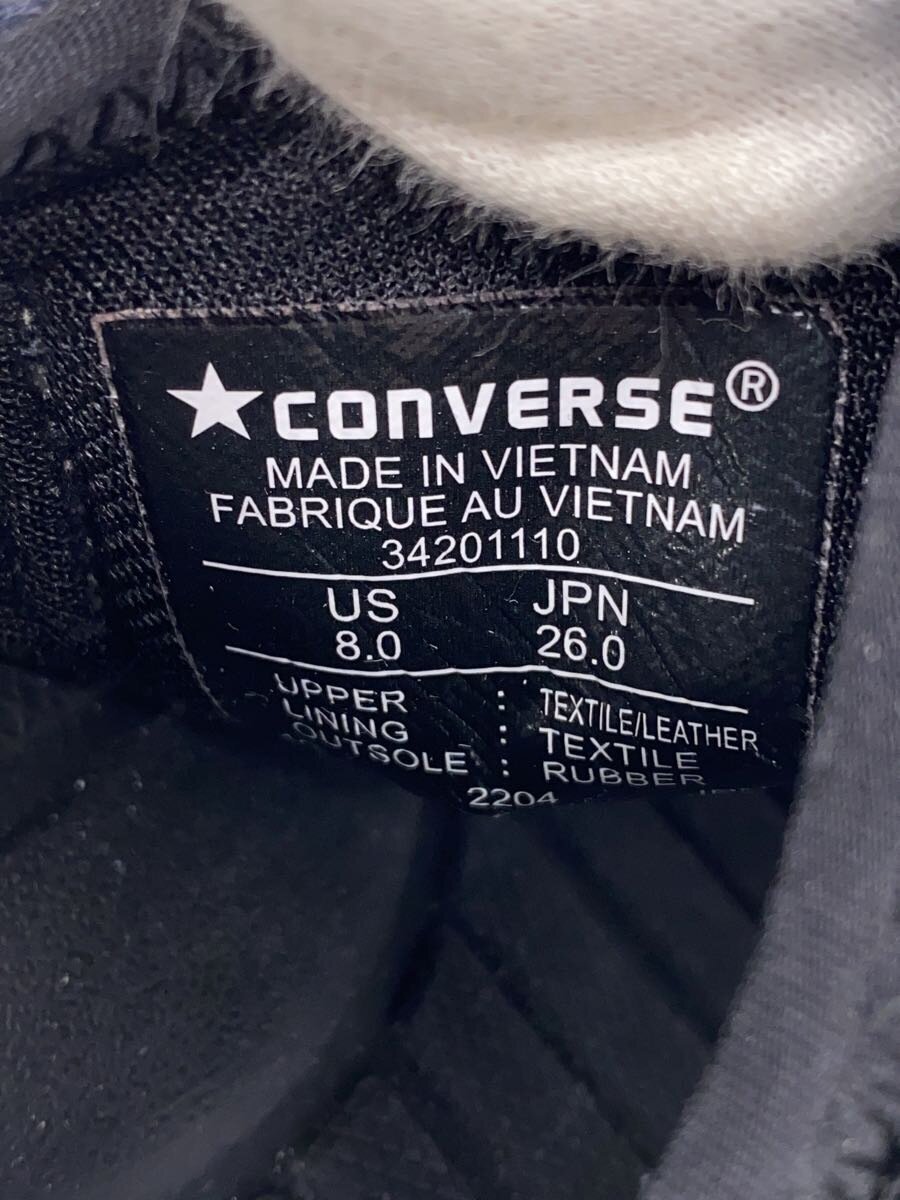 ★CONVERSE®
MADE IN VIETNAM
FABRIQUE AU VIETNAM
34201110
US JPN
8.0 26.0
UPPER : TEXTILE/LEATHER
LINING : TEXTILE
OUTSOLE : RUBBER
2204